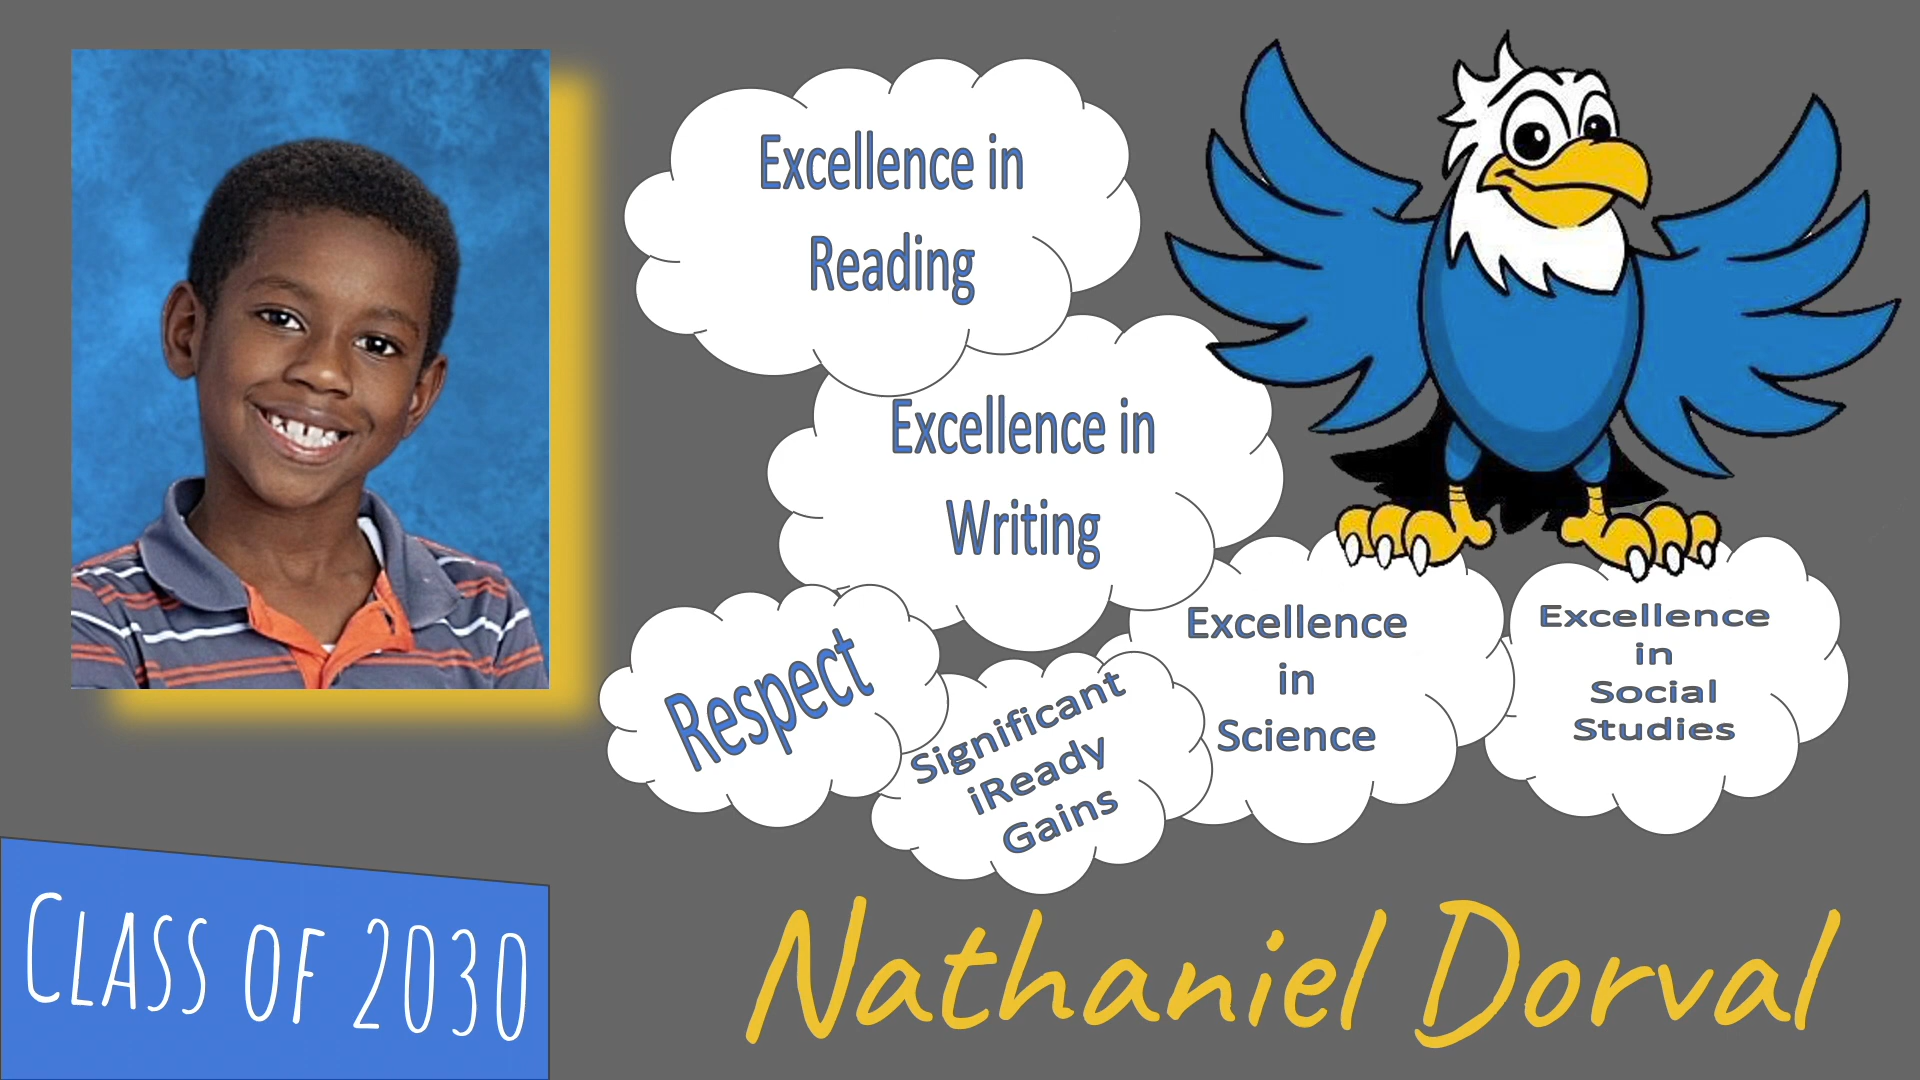 Excellence in
Reading
Excellence in
Writing
Respect
Significant
iReady
Gains
Excellence
in
Science
Excellence
in
Social
Studies
Class of 2030
Nathaniel Dorval